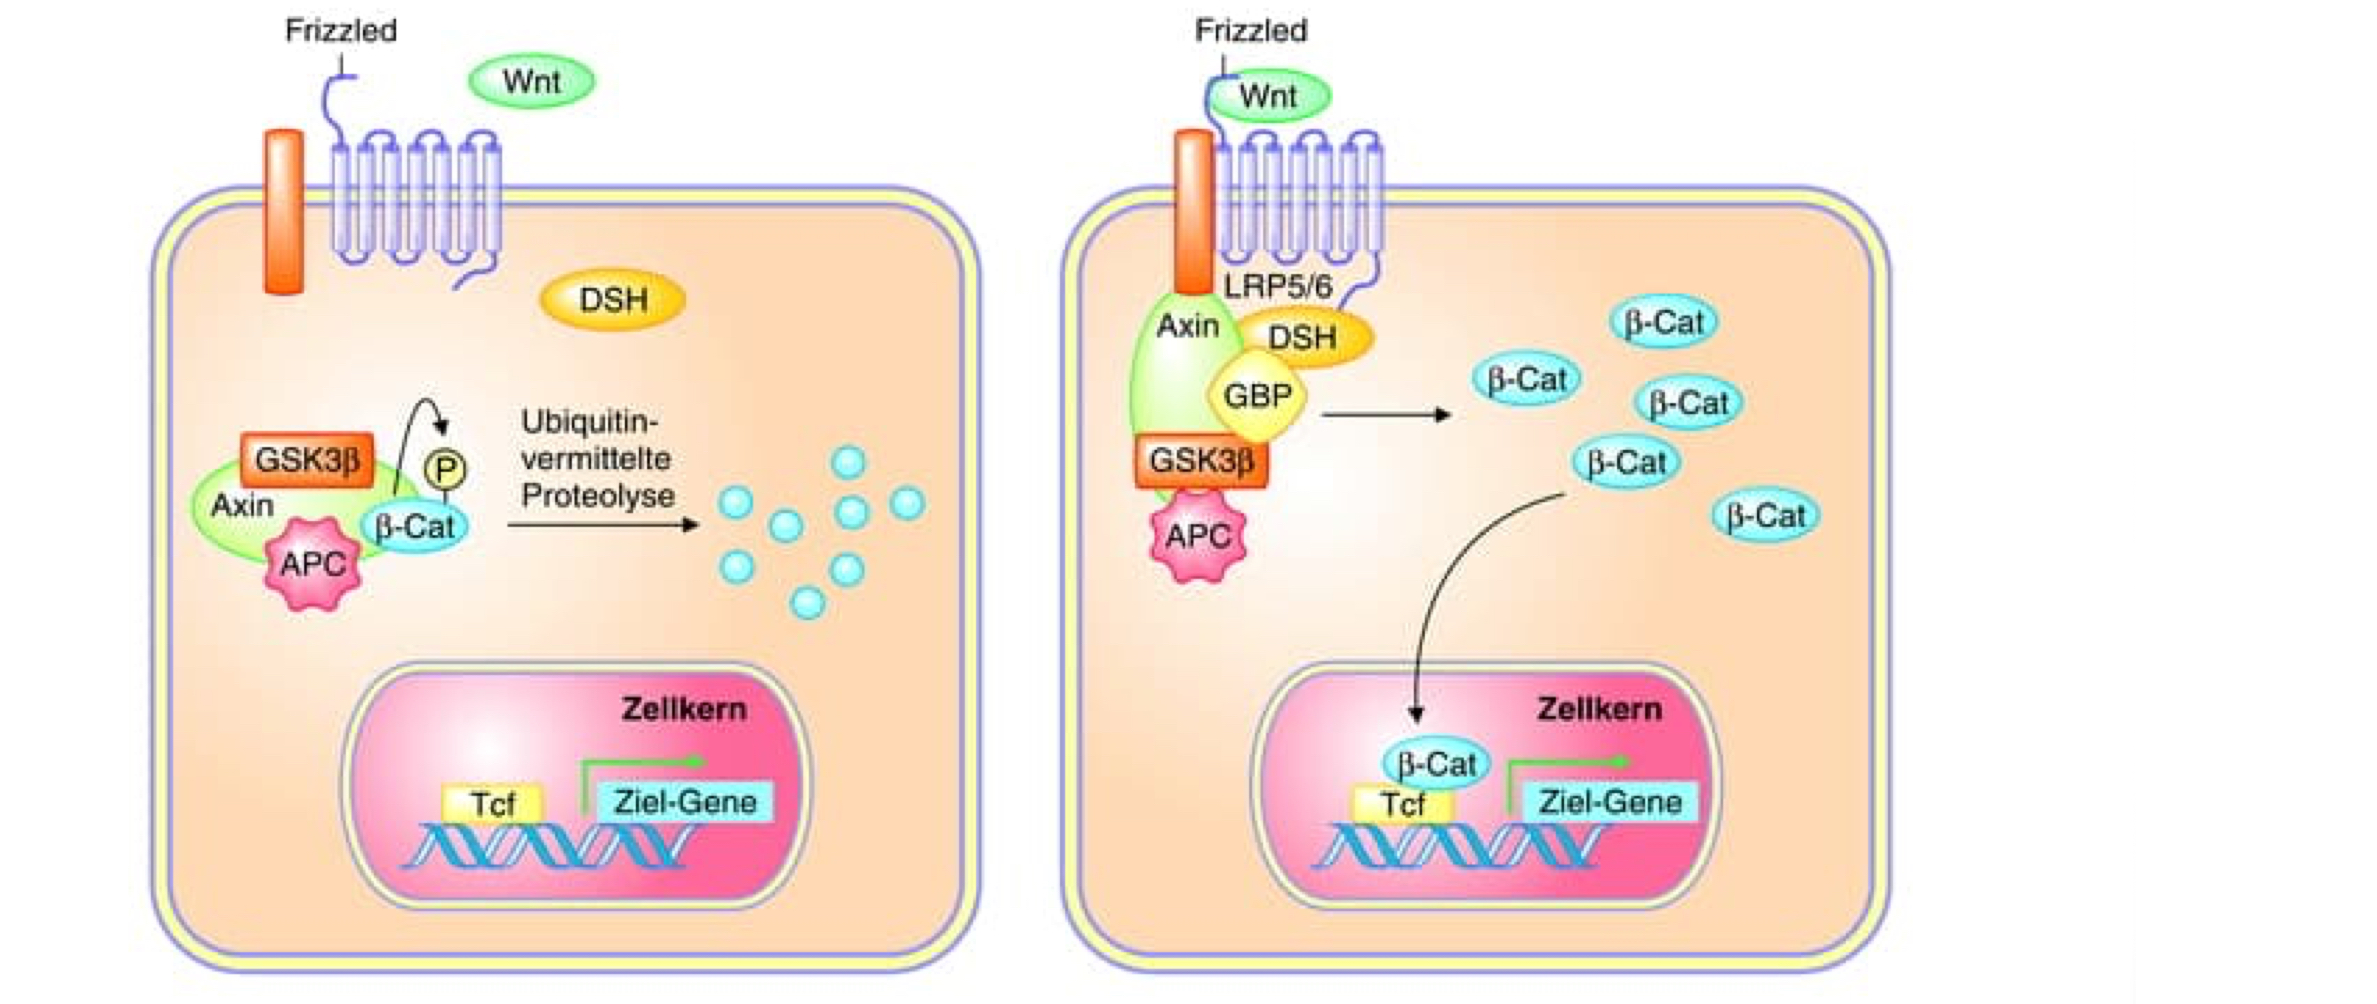 Frizzled
Wnt
DSH
Ubiquitin-
vermittelte
Proteolyse
GSK3β
P
Axin
β-Cat
APC
Zellkern
Tcf
Ziel-Gene
Frizzled
Wnt
LRP5/6
Axin
DSH
GBP
GSK3β
APC
β-Cat
β-Cat
β-Cat
β-Cat
β-Cat
Zellkern
β-Cat
Tcf
Ziel-Gene